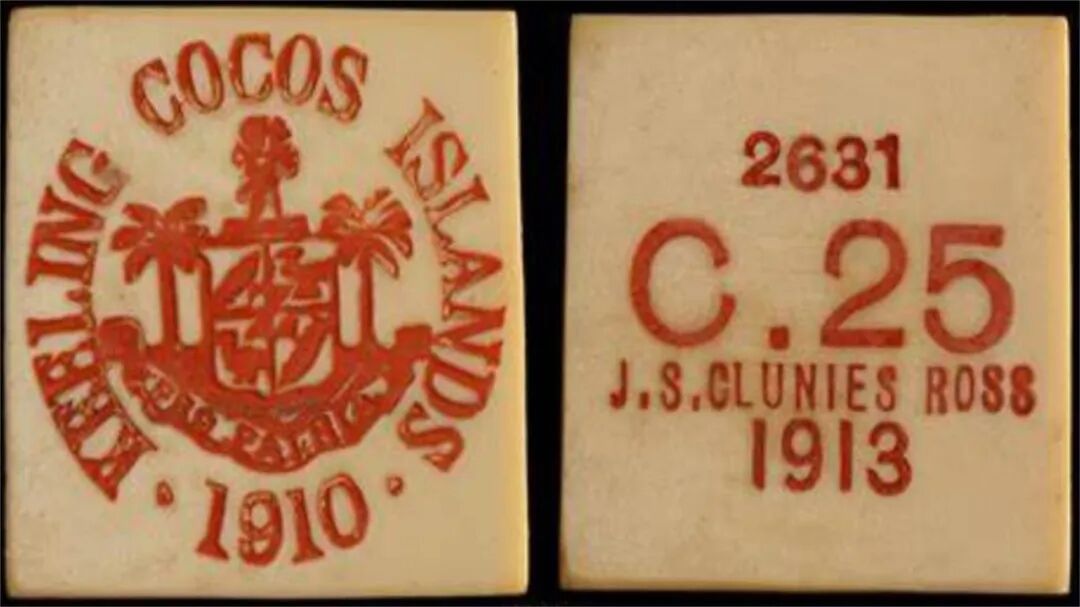 KEELING COCOS ISLANDS
· 1910 ·
2631
C.25
J.S.CLUNIES ROSS
1913